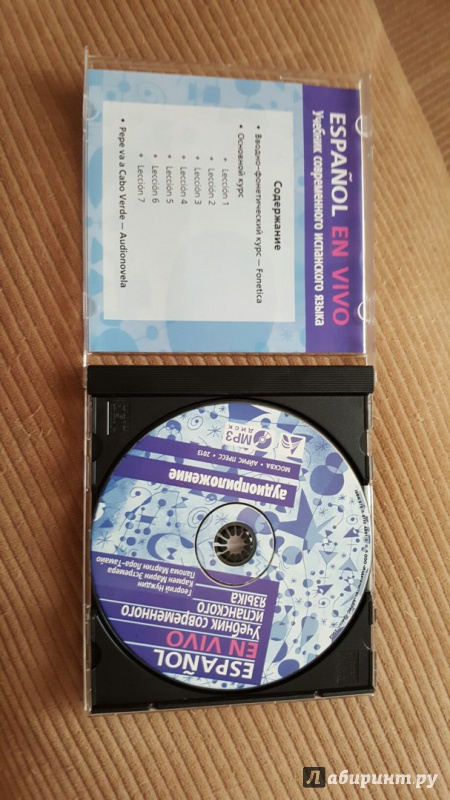 ESPAÑOL EN VIVO
Учебник современного испанского языка
Содержание
• Вводно-фонетический курс — Fonetica
• Основной курс
• Lección 1
• Lección 2
• Lección 3
• Lección 4
• Lección 5
• Lección 6
• Lección 7
• Pepe va a Cabo Verde — Audionovela
ESPAÑOL
EN VIVO
Учебник современного
испанского
языка
Георгий Нуждин
Кармен Марин Эстремера
Палома Мартин Лора-Тамайо
аудиоприложение
МОСКВА • АЙРИС ПРЕСС • 2013
MP3
ДИСК
Лабиринт.ру